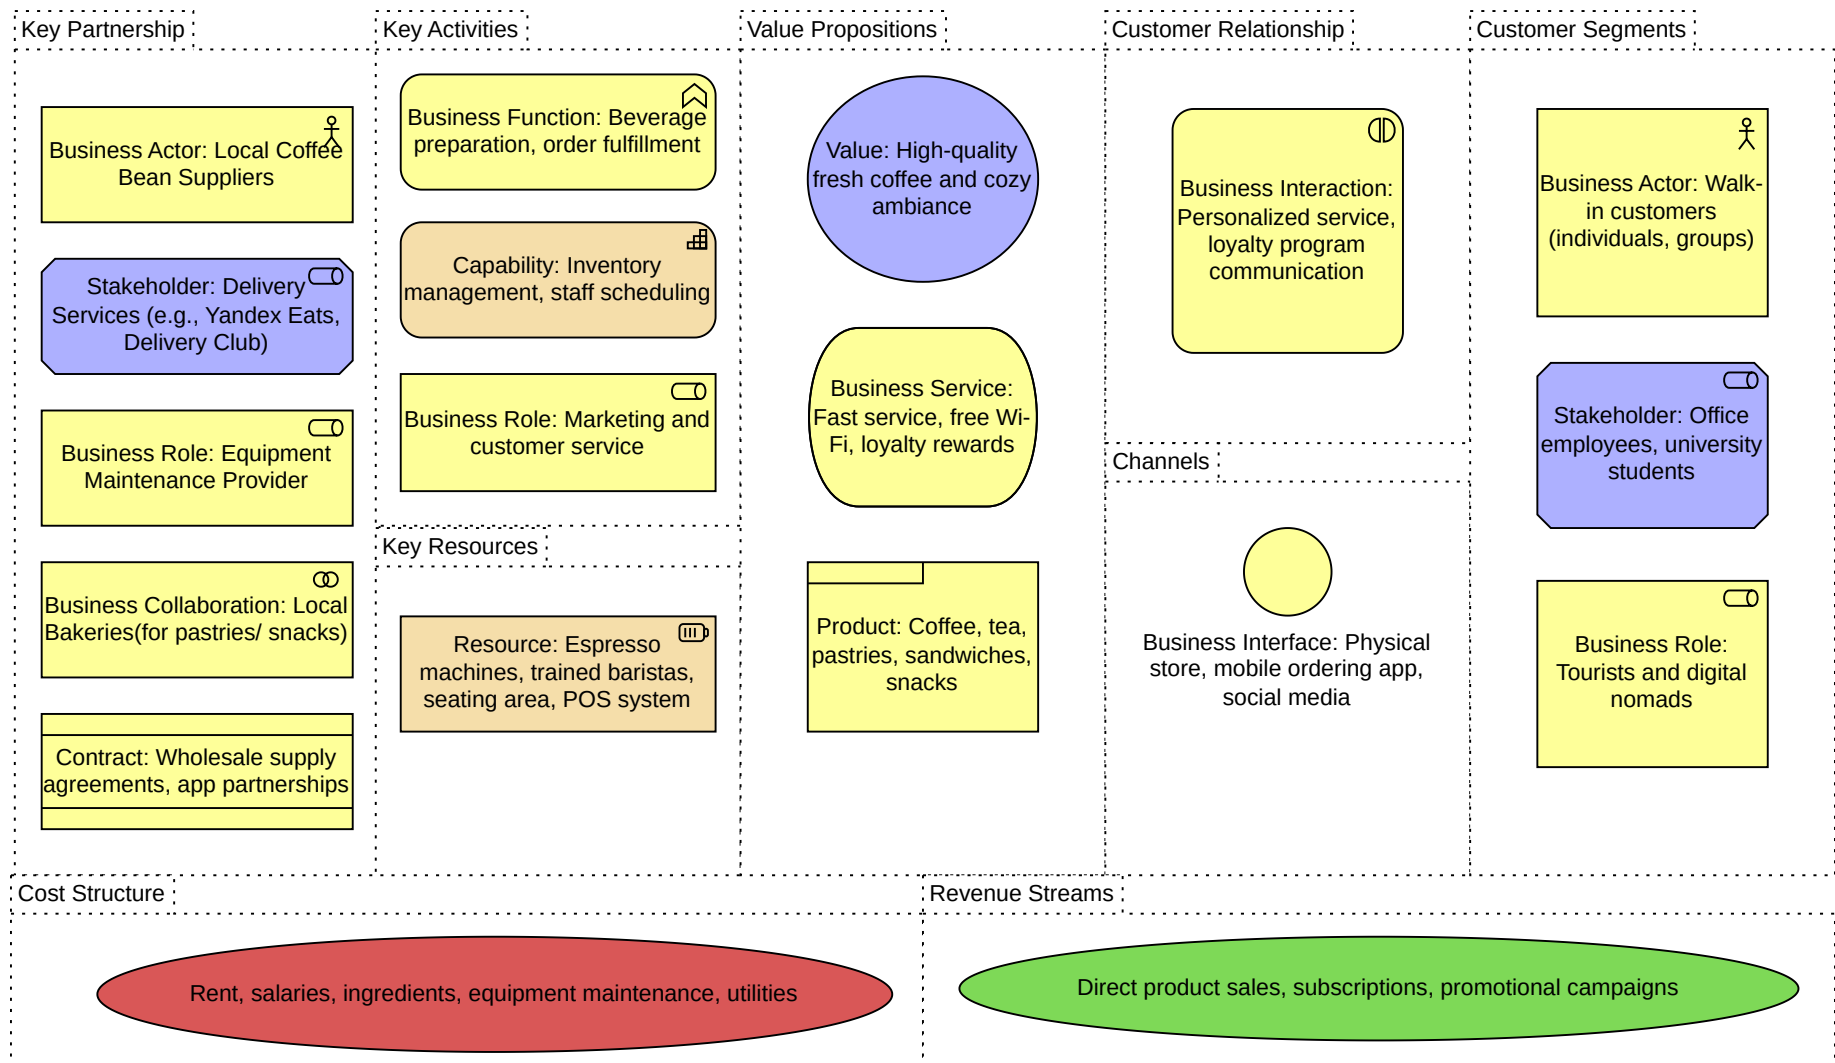 Key Partnership
Business Actor: Local Coffee
Bean Suppliers
Stakeholder: Delivery
Services (e.g., Yandex Eats,
Delivery Club)
Business Role: Equipment
Maintenance Provider
Business Collaboration: Local
Bakeries(for pastries/ snacks)
Contract: Wholesale supply
agreements, app partnerships
Key Activities
Business Function: Beverage
preparation, order fulfillment
Capability: Inventory
management, staff scheduling
Business Role: Marketing and
customer service
Key Resources
Resource: Espresso
machines, trained baristas,
seating area, POS system
Value Propositions
Value: High-quality
fresh coffee and cozy
ambiance
Business Service:
Fast service, free Wi-
Fi, loyalty rewards
Product: Coffee, tea,
pastries, sandwiches,
snacks
Customer Relationship
Business Interaction:
Personalized service,
loyalty program
communication
Channels
Business Interface: Physical
store, mobile ordering app,
social media
Customer Segments
Business Actor: Walk-
in customers
(individuals, groups)
Stakeholder: Office
employees, university
students
Business Role:
Tourists and digital
nomads
Cost Structure
Rent, salaries, ingredients, equipment maintenance, utilities
Revenue Streams
Direct product sales, subscriptions, promotional campaigns